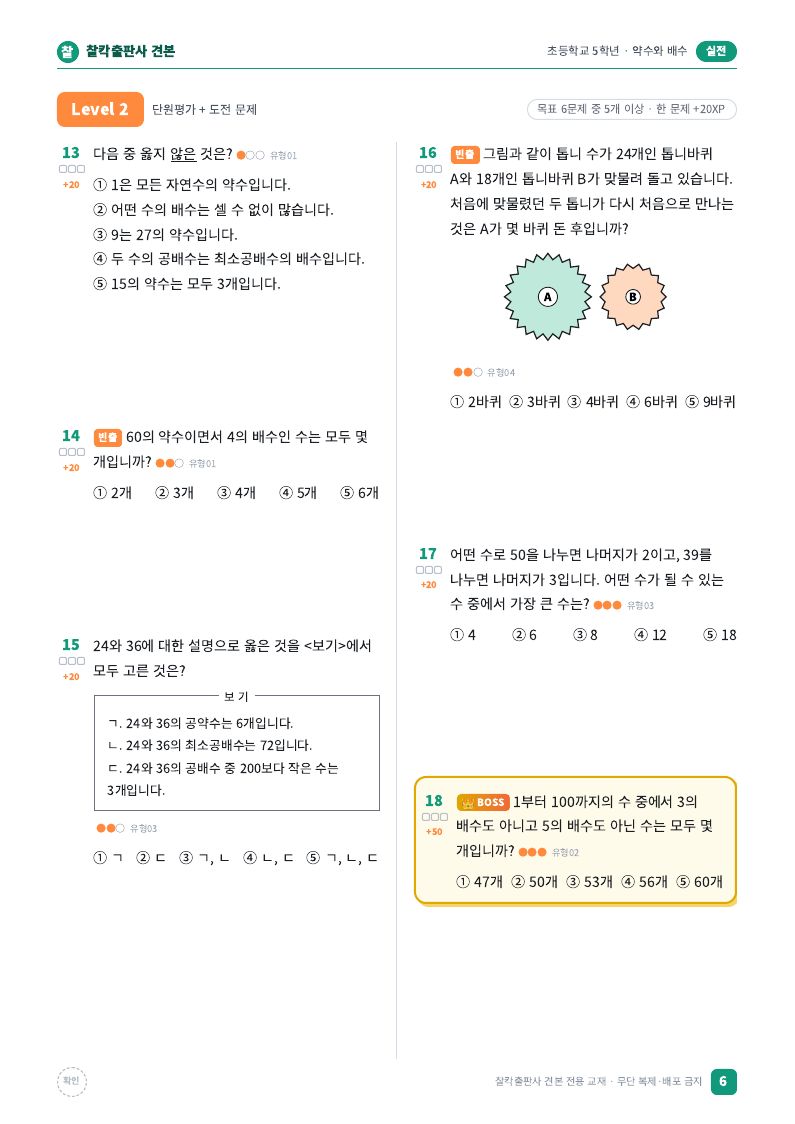 찰 찰칵출판사 견본
초등학교 5학년 · 약수와 배수 실전
Level 2 단원평가 + 도전 문제
목표 6문제 중 5개 이상 · 한 문제 +20XP
13 다음 중 옳지 않은 것은? 유형01
+20
① 1은 모든 자연수의 약수입니다.
② 어떤 수의 배수는 셀 수 없이 많습니다.
③ 9는 27의 약수입니다.
④ 두 수의 공배수는 최소공배수의 배수입니다.
⑤ 15의 약수는 모두 3개입니다.
14 빈출 60의 약수이면서 4의 배수인 수는 모두 몇
+20
개입니까? 유형01
① 2개 ② 3개 ③ 4개 ④ 5개 ⑤ 6개
15 24와 36에 대한 설명으로 옳은 것을 <보기>에서
+20
모두 고른 것은?
보 기
ㄱ. 24와 36의 공약수는 6개입니다.
ㄴ. 24와 36의 최소공배수는 72입니다.
ㄷ. 24와 36의 공배수 중 200보다 작은 수는
3개입니다.
유형03
① ㄱ ② ㄷ ③ ㄱ, ㄴ ④ ㄴ, ㄷ ⑤ ㄱ, ㄴ, ㄷ
16 빈출 그림과 같이 톱니 수가 24개인 톱니바퀴
+20
A와 18개인 톱니바퀴 B가 맞물려 돌고 있습니다.
처음에 맞물렸던 두 톱니가 다시 처음으로 만나는
것은 A가 몇 바퀴 돈 후입니까?
A B
유형04
① 2바퀴 ② 3바퀴 ③ 4바퀴 ④ 6바퀴 ⑤ 9바퀴
17 어떤 수로 50을 나누면 나머지가 2이고, 39를
+20
나누면 나머지가 3입니다. 어떤 수가 될 수 있는
수 중에서 가장 큰 수는? 유형03
① 4 ② 6 ③ 8 ④ 12 ⑤ 18
18 BOSS 1부터 100까지의 수 중에서 3의
+50
배수도 아니고 5의 배수도 아닌 수는 모두 몇
개입니까? 유형02
① 47개 ② 50개 ③ 53개 ④ 56개 ⑤ 60개
확인
찰칵출판사 견본 전용 교재 · 무단 복제·배포 금지 6